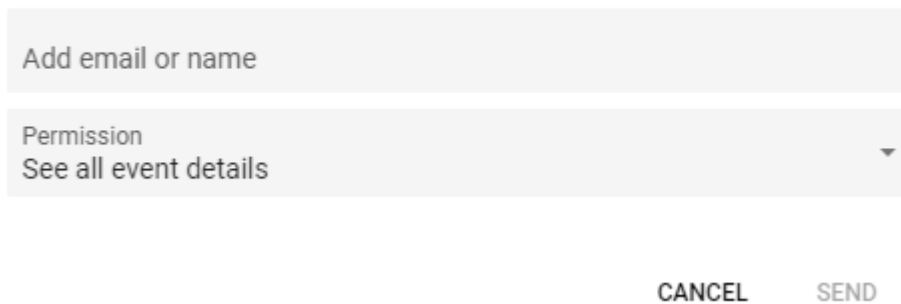 Add email or name
Permission
See all event details
CANCEL SEND